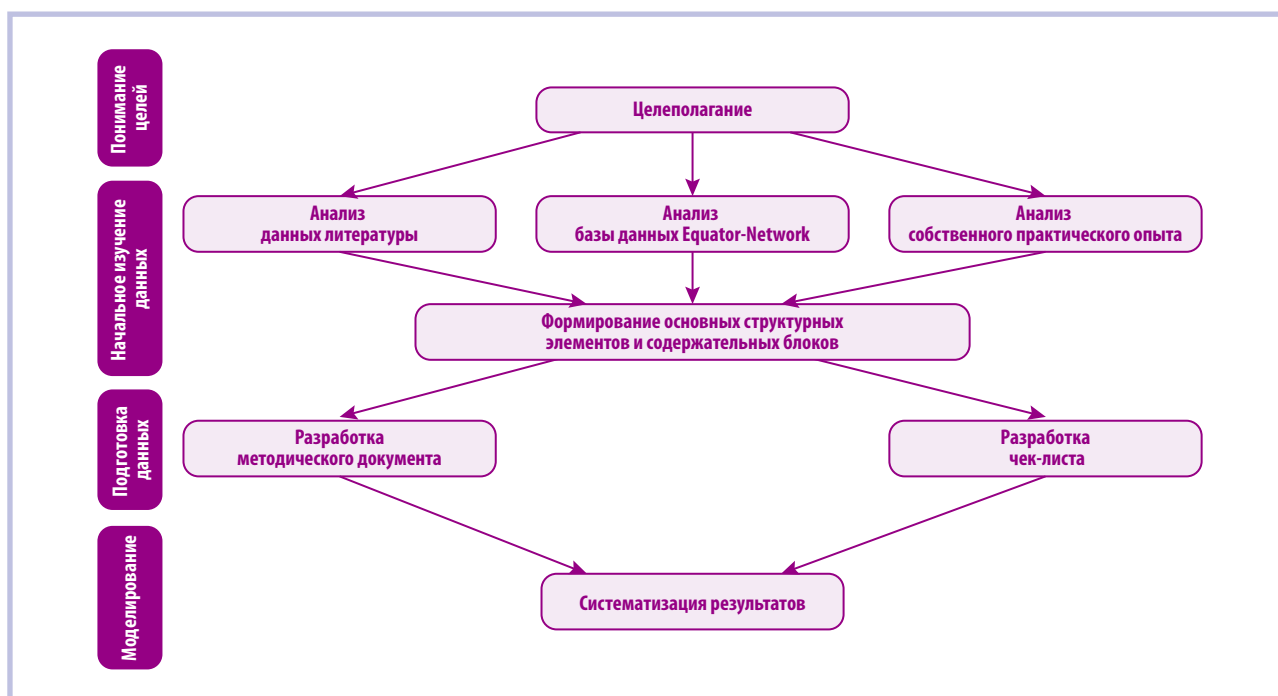 Понимание
целей
Целеполагание
Начальное изучение
данных
Анализ
данных литературы
Анализ
базы данных Equator-Network
Анализ
собственного практического опыта
Формирование основных структурных
элементов и содержательных блоков
Подготовка
данных
Разработка
методического документа
Разработка
чек-листа
Моделирование
Систематизация результатов